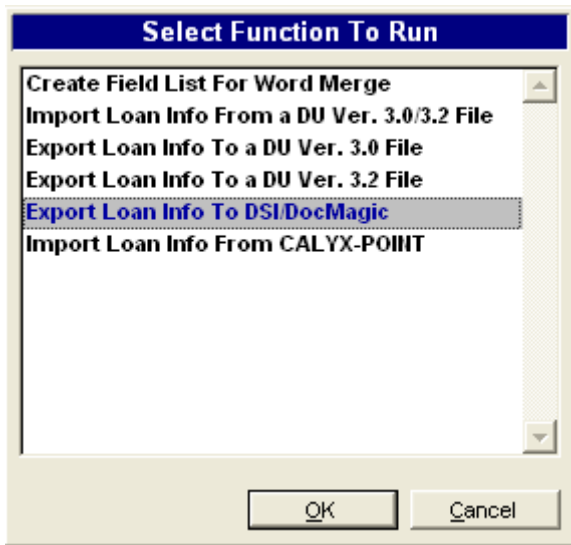 Select Function To Run
Create Field List For Word Merge
Import Loan Info From a DU Ver. 3.0/3.2 File
Export Loan Info To a DU Ver. 3.0 File
Export Loan Info To a DU Ver. 3.2 File
Export Loan Info To DSI/DocMagic
Import Loan Info From CALYX-POINT
OK Cancel